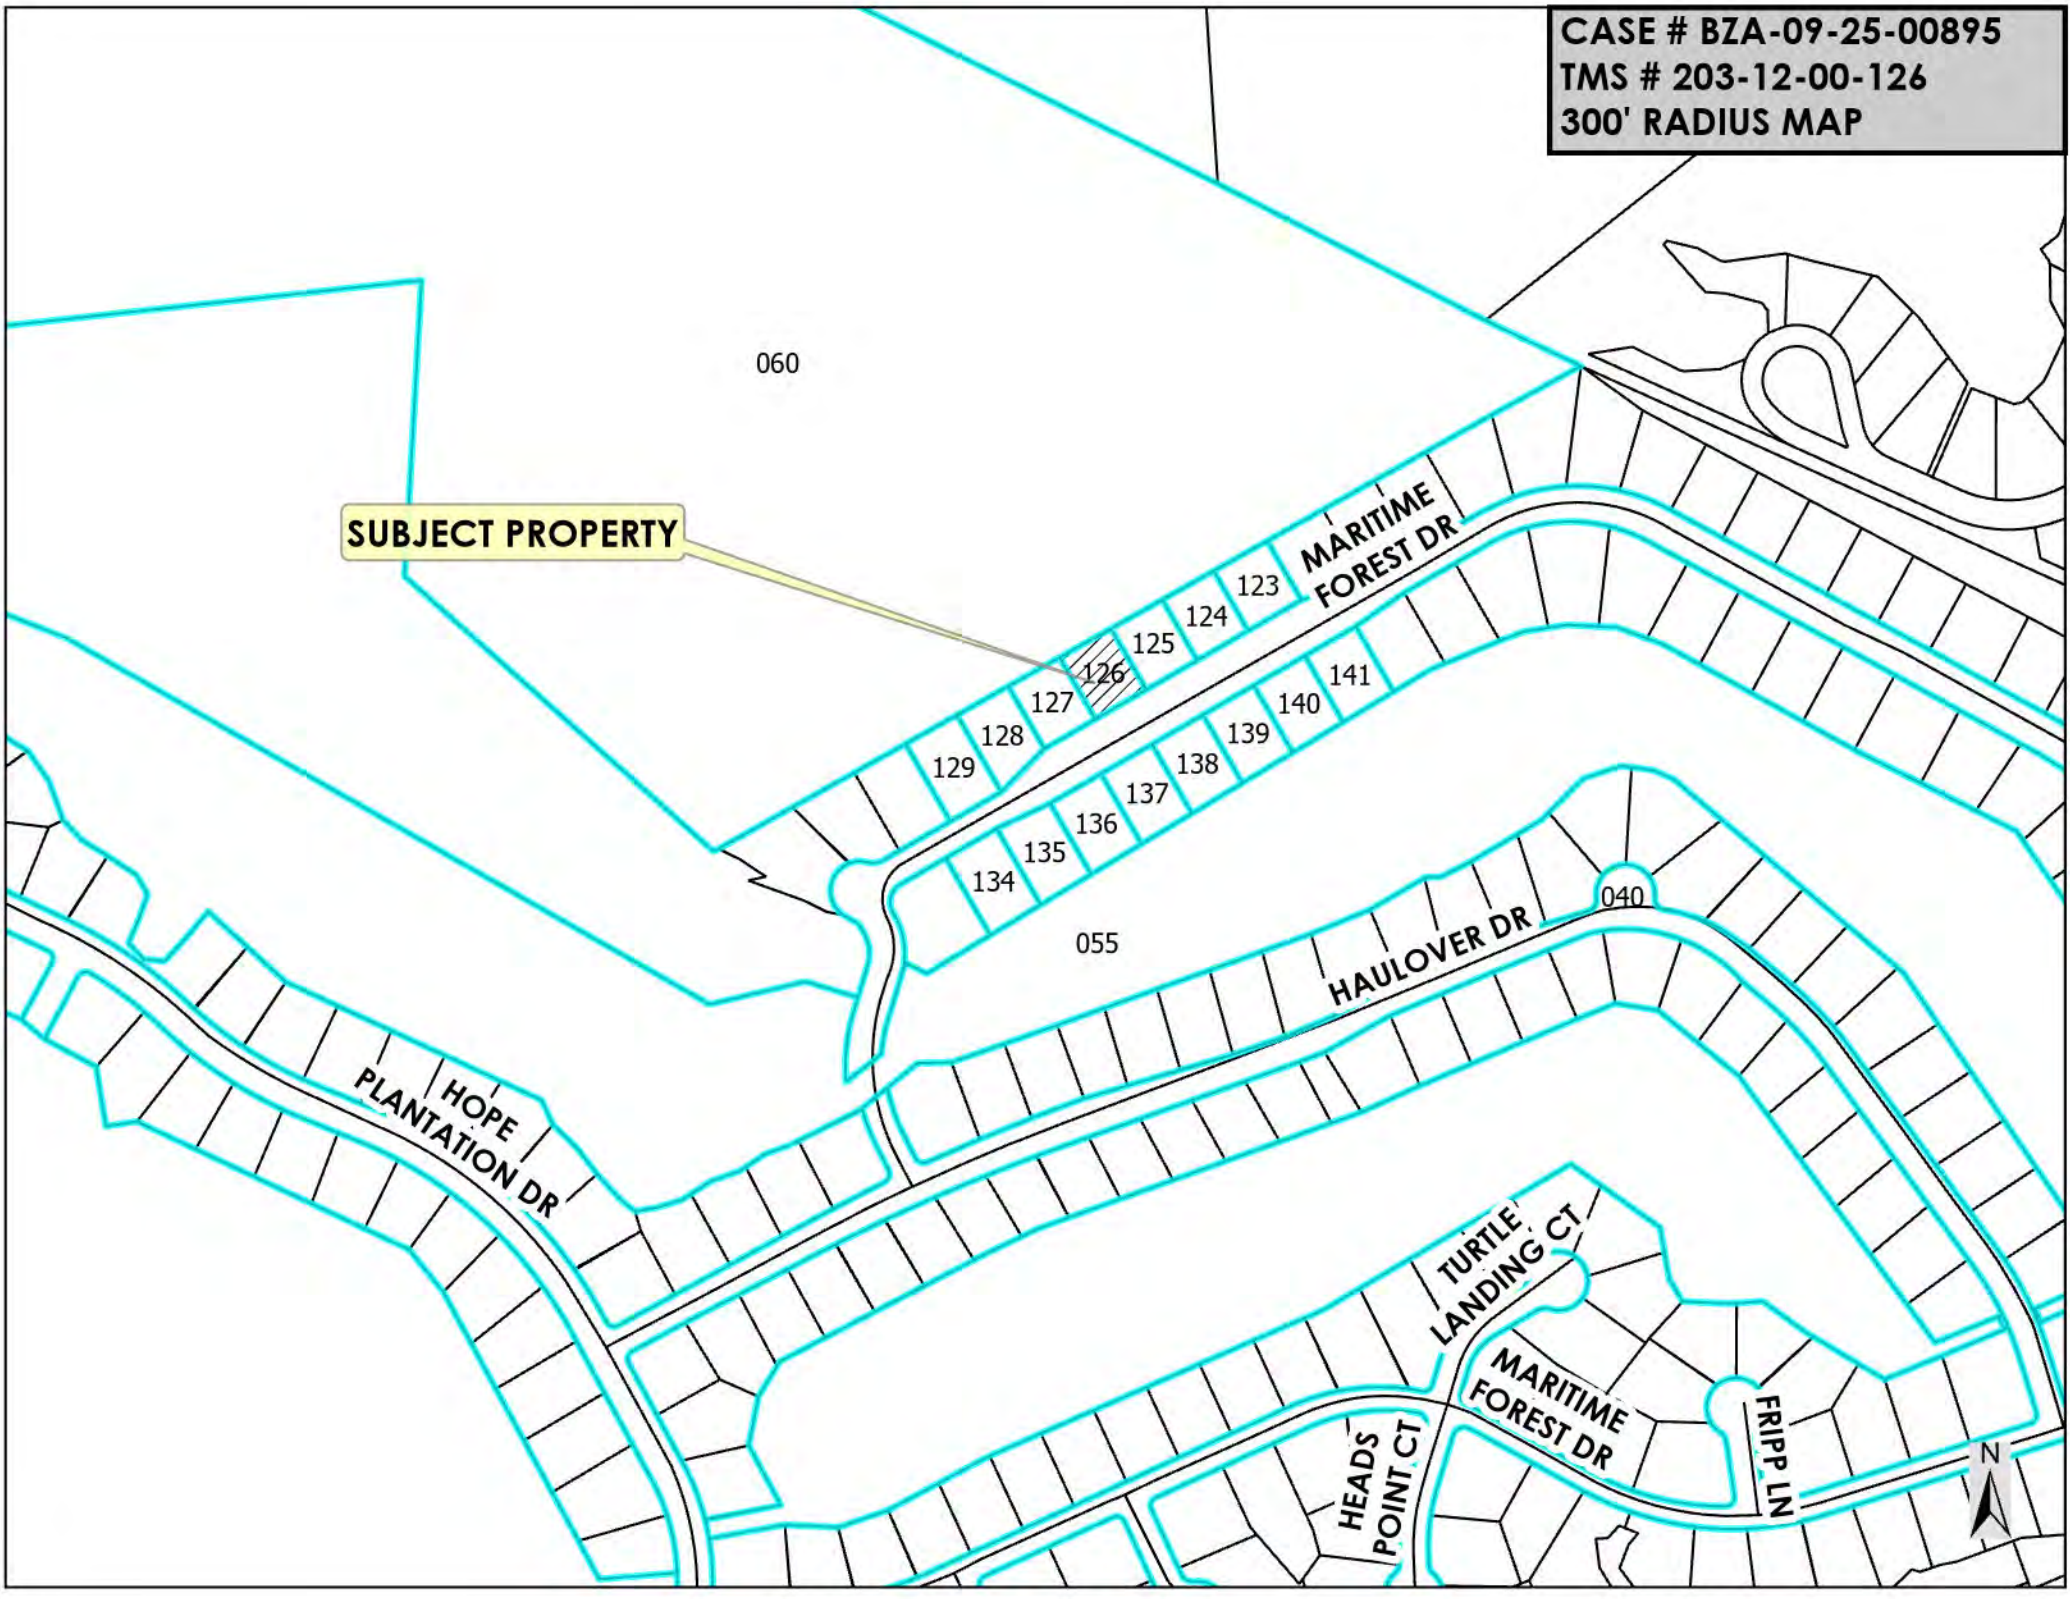 CASE # BZA-09-25-00895
TMS # 203-12-00-126
300' RADIUS MAP
060
SUBJECT PROPERTY
MARITIME
FOREST DR
123
124
125
126
127
128
129
141
140
139
138
137
136
135
134
055
040
HAULOVER DR
HOPE
PLANTATION DR
TURTLE
LANDING CT
MARITIME
FOREST DR
HEADS
POINT CT
FRIPP LN
N